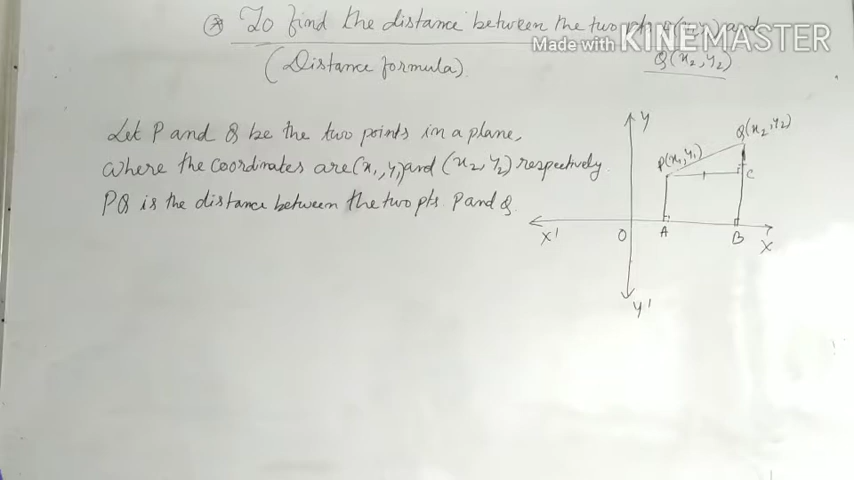 To find the distance between the two pts and
Made with KINEMASTER
(Distance formula)
Q(x₂,y₂)
Let P and Q be the two points in a plane,
where the coordinates are (x₁,y₁) and (x₂,y₂) respectively
PQ is the distance between the two pts. P and Q.
Y
Q(x₂,y₂)
P(x₁,y₁)
C
X'
O
A
B
X
Y'